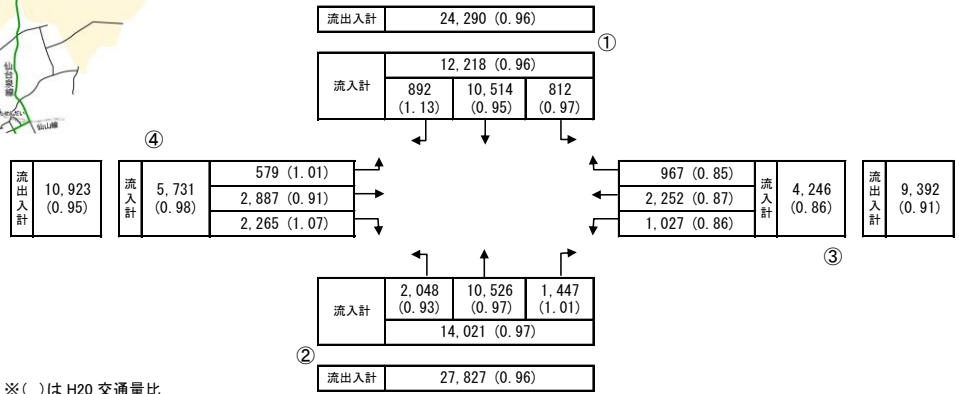 流出入計 24,290 (0.96)
①
流入計 12,218 (0.96)
892 (1.13) 10,514 (0.95) 812 (0.97)
仙山線
④
流出入計 10,923 (0.95)
流入計 5,731 (0.98)
579 (1.01)
2,887 (0.91)
2,265 (1.07)
967 (0.85)
2,252 (0.87)
1,027 (0.86)
流入計 4,246 (0.86)
流出入計 9,392 (0.91)
③
流入計 2,048 (0.93) 10,526 (0.97) 1,447 (1.01)
14,021 (0.97)
②
流出入計 27,827 (0.96)
※( )は H20 交通量比